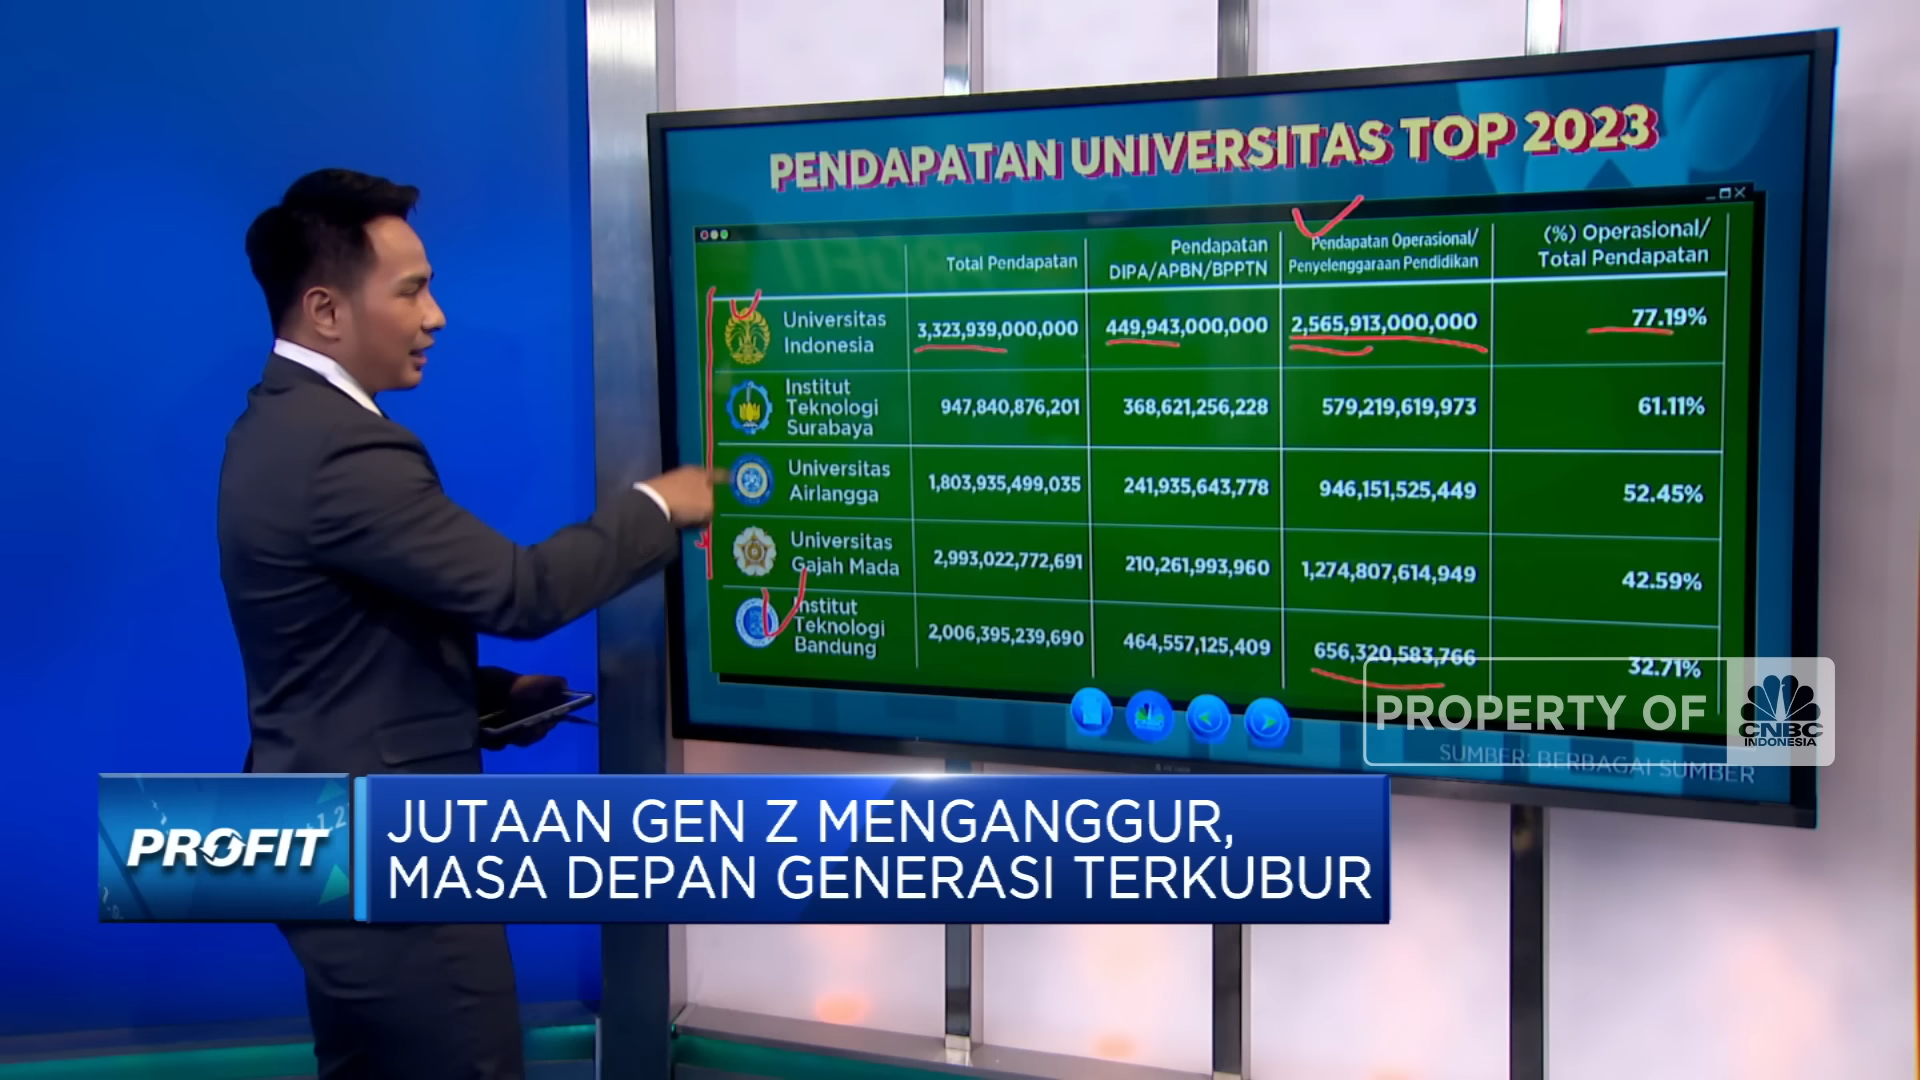 PENDAPATAN UNIVERSITAS TOP 2023
Total Pendapatan
Pendapatan
DIPA/APBN/BPPTN
Pendapatan Operasional/
Penyelenggaraan Pendidikan
(%) Operasional/
Total Pendapatan
Universitas
Indonesia
3,323,939,000,000
449,943,000,000
2,565,913,000,000
77.19%
Institut
Teknologi
Surabaya
947,840,876,201
368,621,256,228
579,219,619,973
61.11%
Universitas
Airlangga
1,803,935,499,035
241,935,643,778
946,151,525,449
52.45%
Universitas
Gajah Mada
2,993,022,772,691
210,261,993,960
1,274,807,614,949
42.59%
Institut
Teknologi
Bandung
2,006,395,239,690
464,557,125,409
656,320,583,766
32.71%
PROPERTY OF
CNBC
INDONESIA
SUMBER: BERBAGAI SUMBER
PROFIT
JUTAAN GEN Z MENGANGGUR,
MASA DEPAN GENERASI TERKUBUR